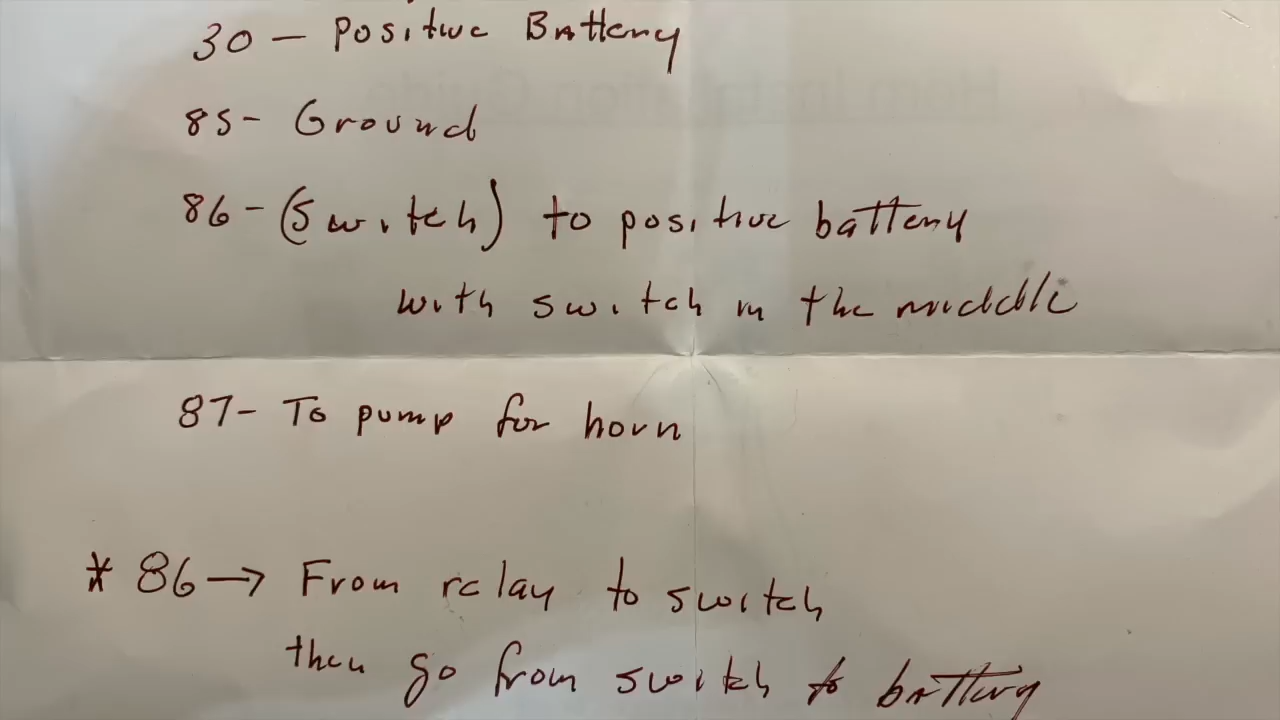 30 - Positive Battery
85- Ground
86 - (Switch) to positive battery
with switch in the middle
87- To pump for horn
* 86 → From relay to switch
then go from switch to battery